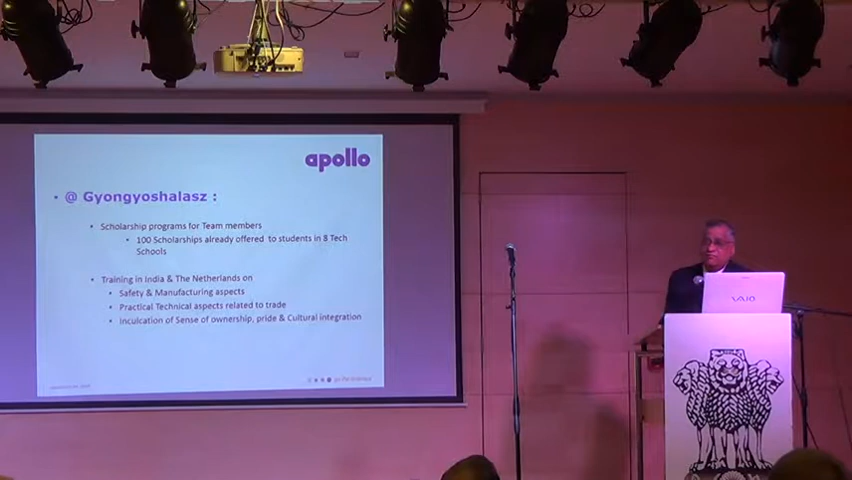 apollo
• @ Gyongyoshalasz :
• Scholarship programs for Team members
• 100 Scholarships already offered to students in 8 Tech
Schools
• Training in India & The Netherlands on
• Safety & Manufacturing aspects
• Practical Technical aspects related to trade
• Inculcation of Sense of ownership, pride & Cultural integration
VAIO